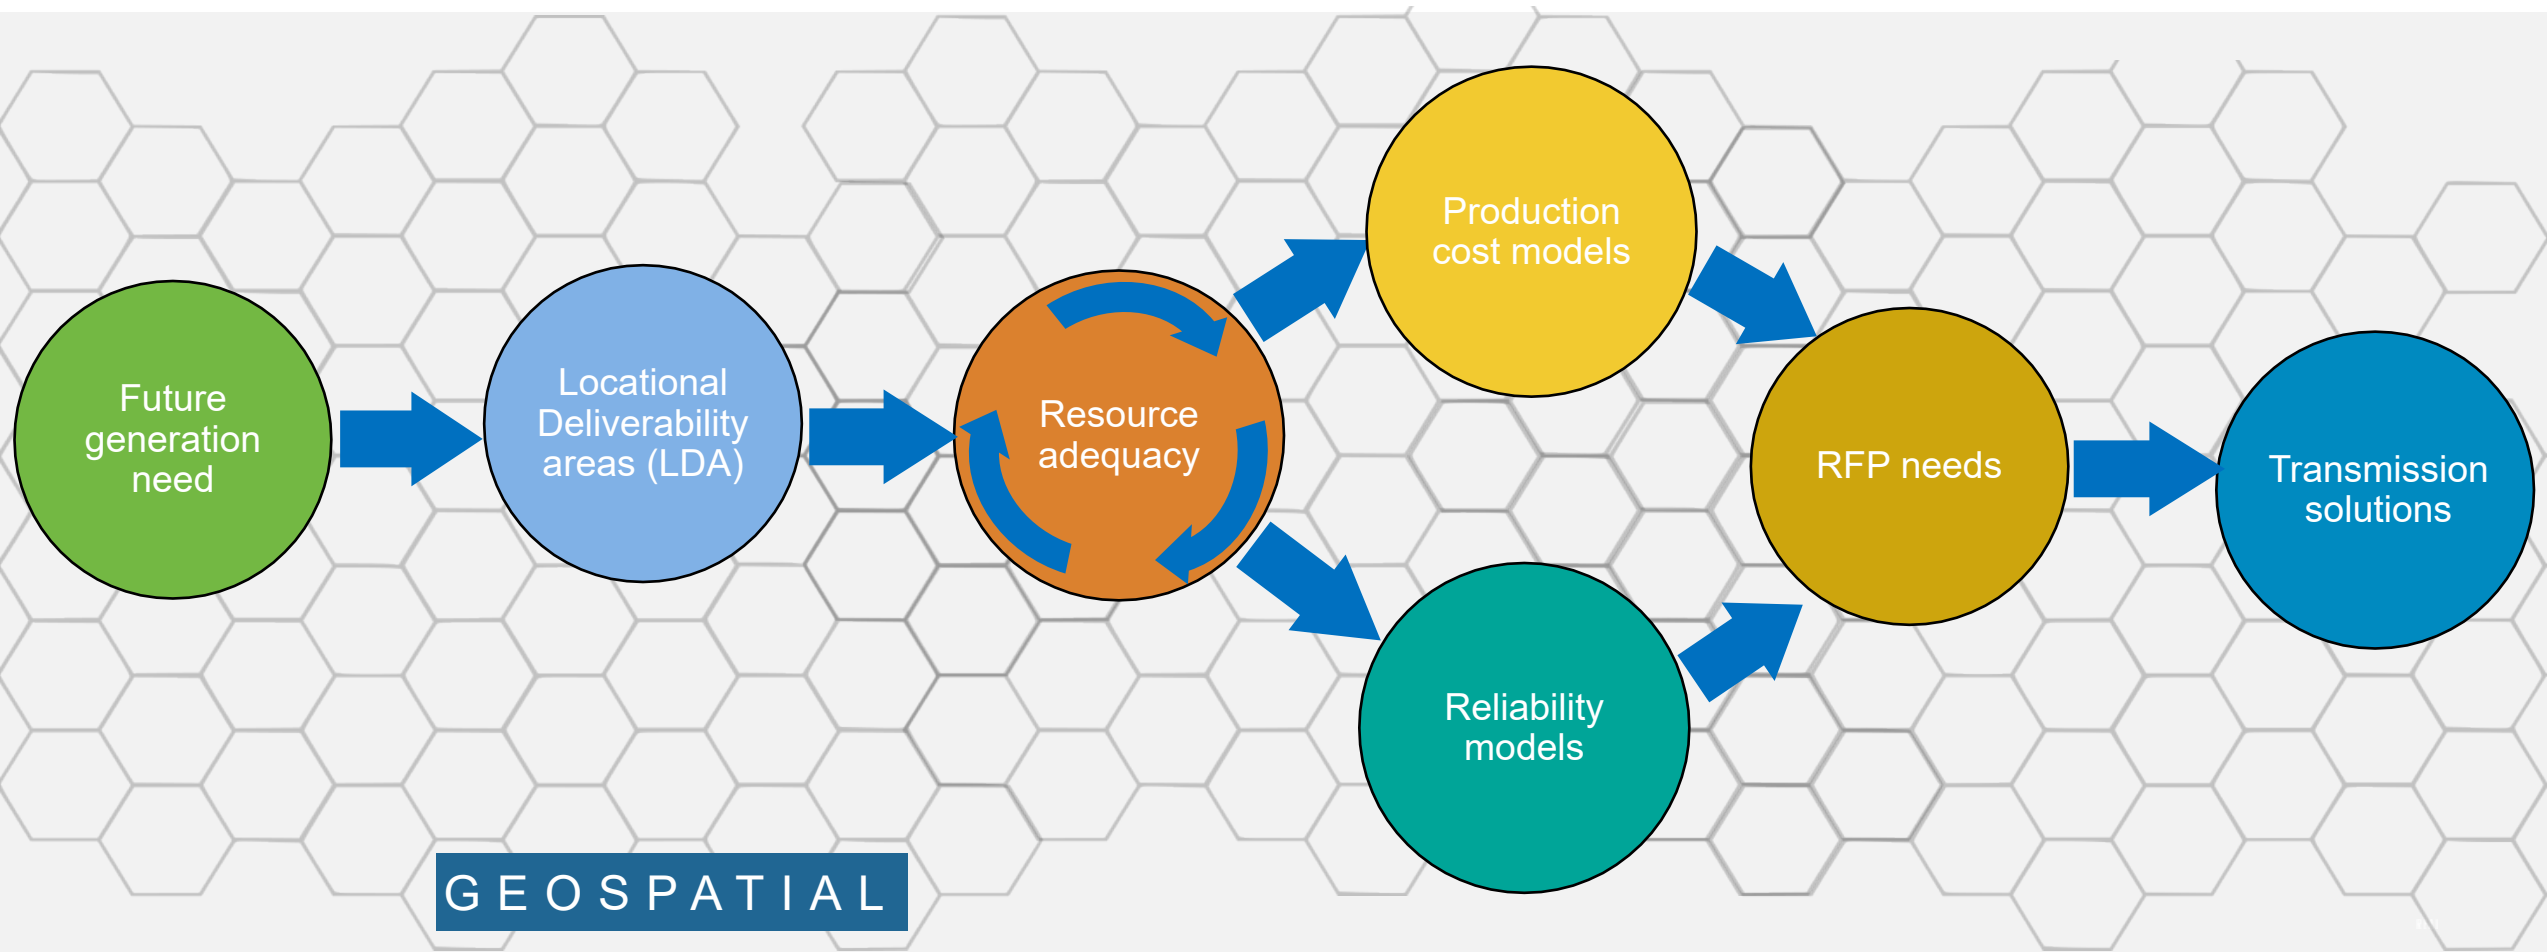 Future
generation
need
Locational
Deliverability
areas (LDA)
Resource
adequacy
Production
cost models
Reliability
models
RFP needs
Transmission
solutions
GEOSPATIAL